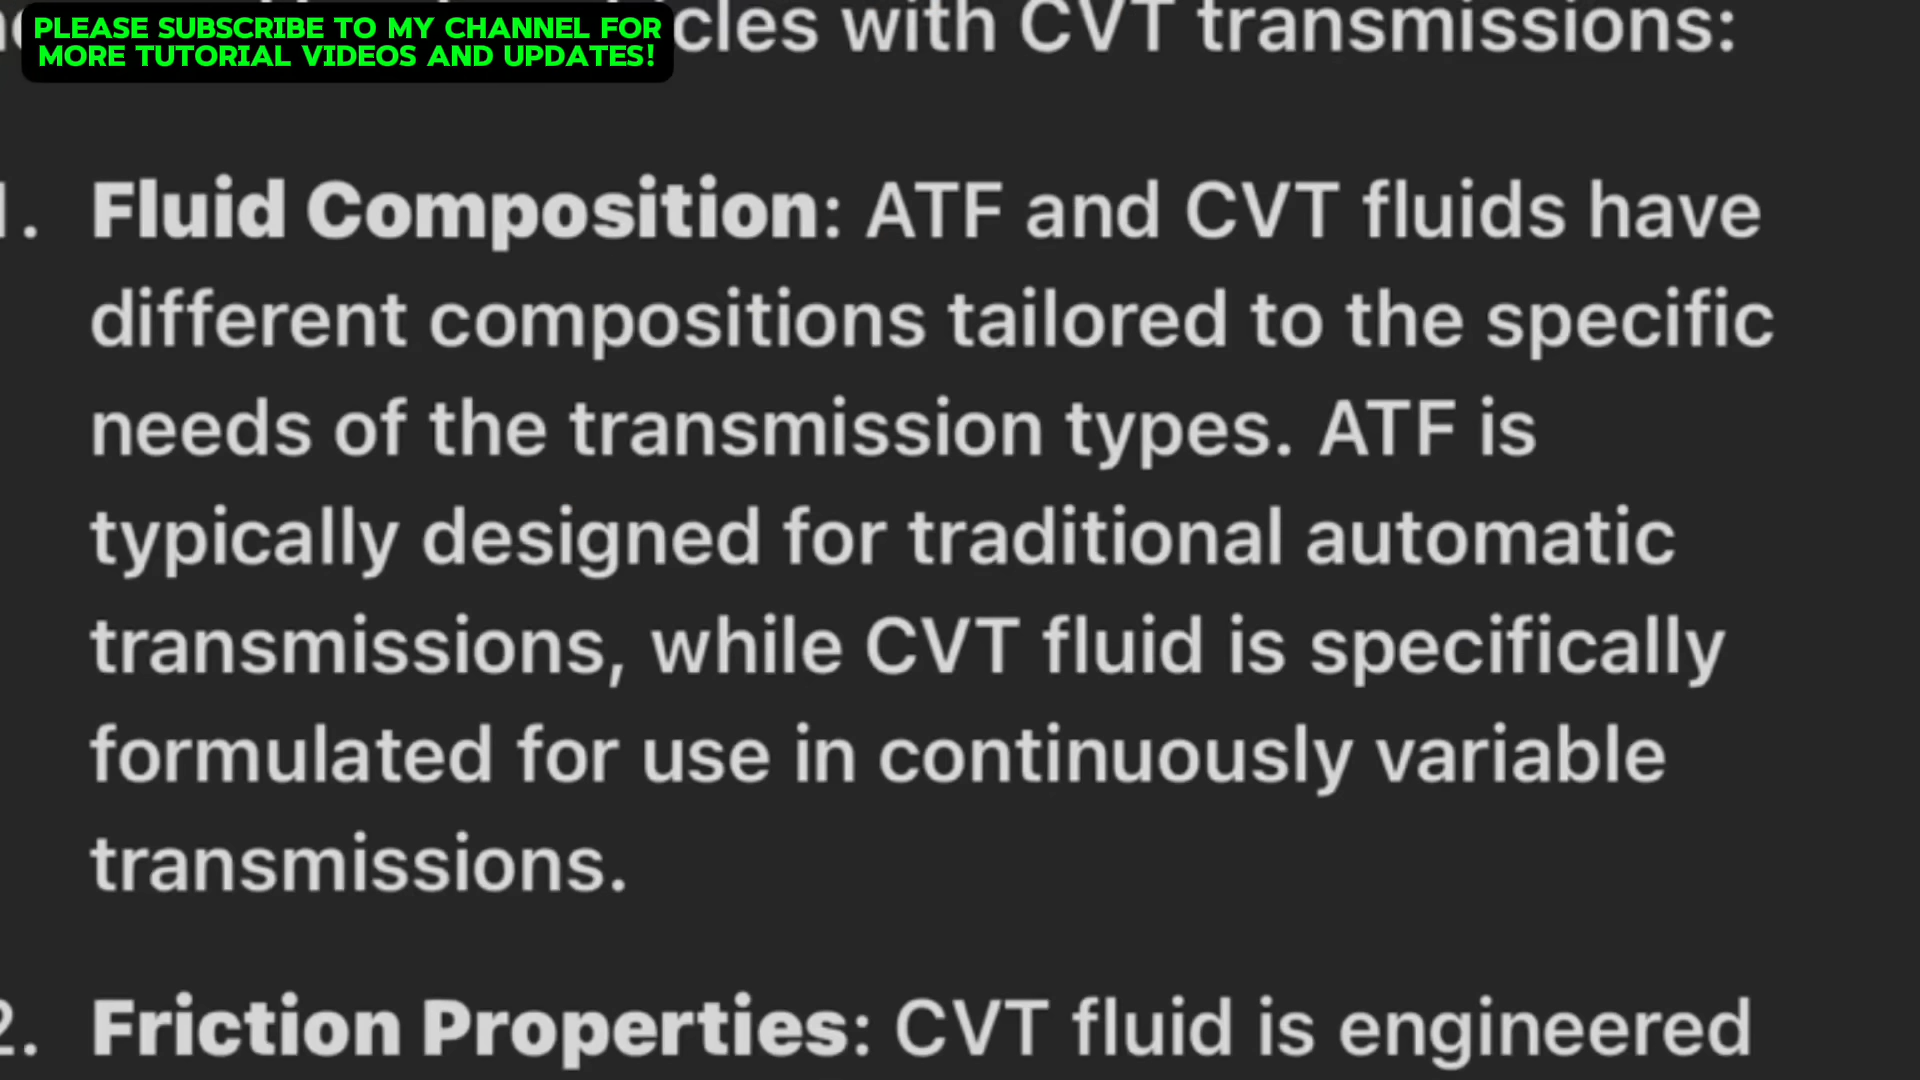 PLEASE SUBSCRIBE TO MY CHANNEL FOR
MORE TUTORIAL VIDEOS AND UPDATES!
cles with CVT transmissions:
1. Fluid Composition: ATF and CVT fluids have
different compositions tailored to the specific
needs of the transmission types. ATF is
typically designed for traditional automatic
transmissions, while CVT fluid is specifically
formulated for use in continuously variable
transmissions.
2. Friction Properties: CVT fluid is engineered